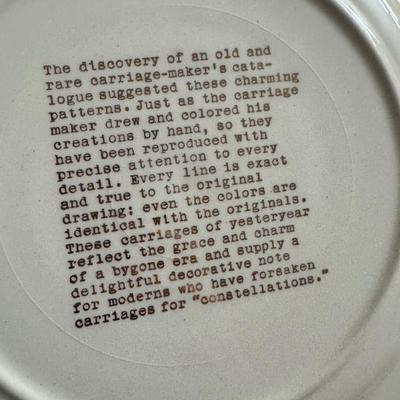 The discovery of an old and
rare carriage-maker's cata-
logue suggested these charming
patterns. Just as the carriage
maker drew and colored his
creations by hand, so they
have been reproduced with
precise attention to every
detail. Every line is exact
and true to the original
drawing: even the colors are
identical with the originals.
These carriages of yesteryear
reflect the grace and charm
of a bygone era and supply a
delightful decorative note
for moderns who have forsaken
carriages for "constellations."